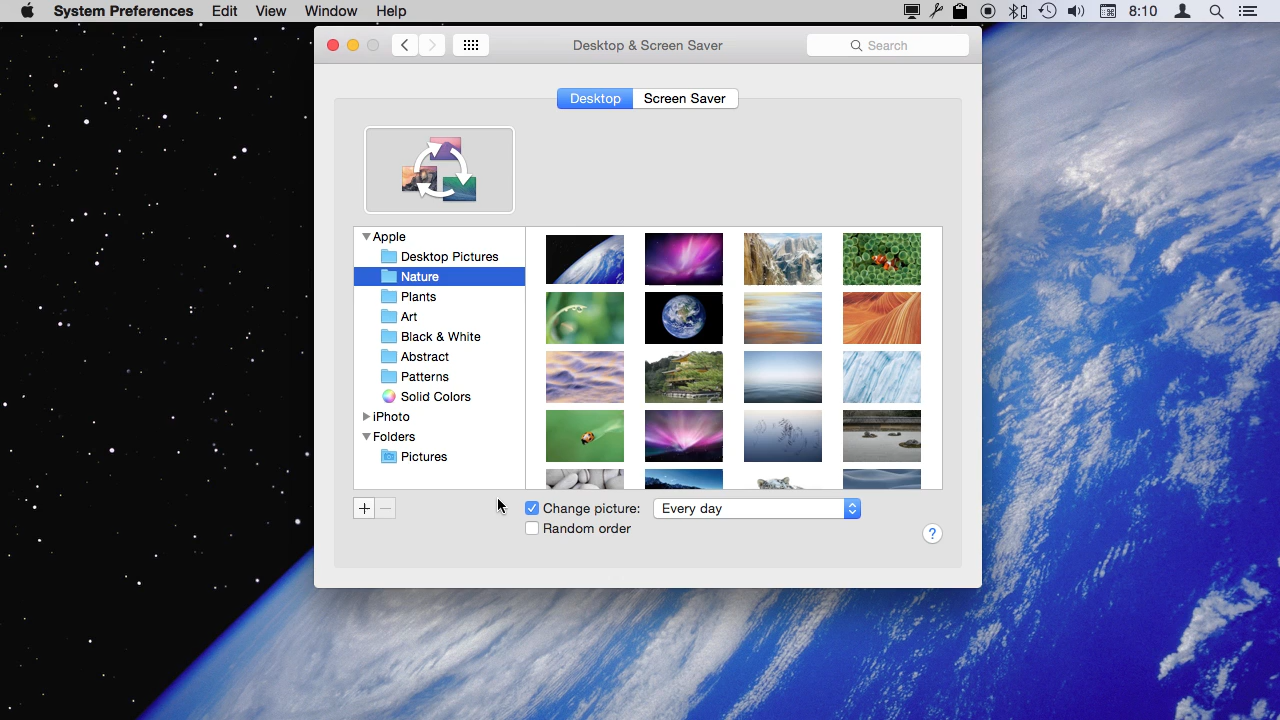 System Preferences Edit View Window Help 8:10
Desktop & Screen Saver Search
Desktop Screen Saver
Apple
Desktop Pictures
Nature
Plants
Art
Black & White
Abstract
Patterns
Solid Colors
iPhoto
Folders
Pictures
+ −
Change picture: Every day
Random order
?